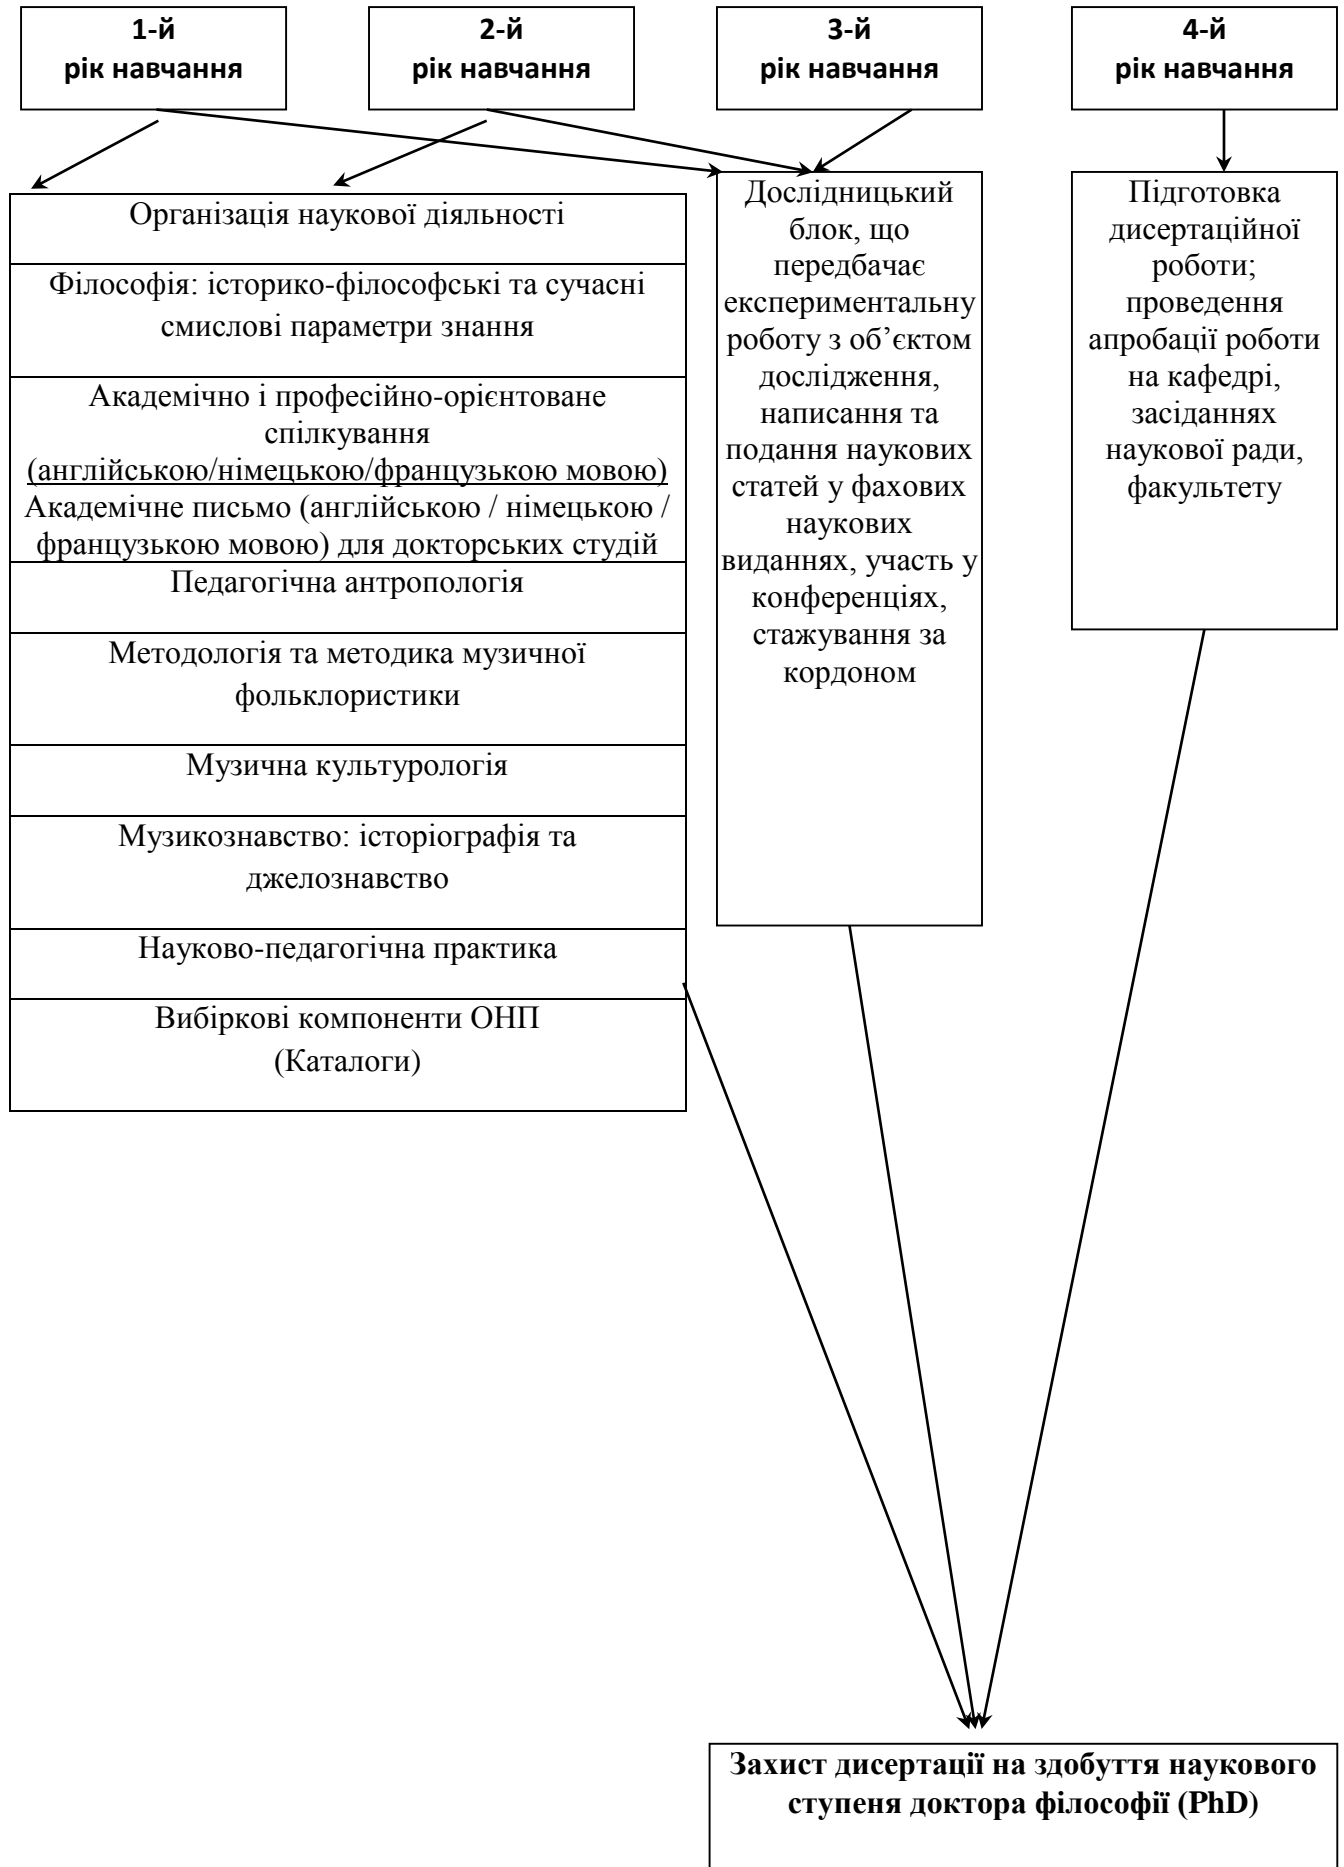 1-й
рік навчання
2-й
рік навчання
3-й
рік навчання
4-й
рік навчання
Організація наукової діяльності
Філософія: історико-філософські та сучасні
смислові параметри знання
Академічно і професійно-орієнтоване
спілкування
(англійською/німецькою/французькою мовою)
Академічне письмо (англійською / німецькою /
французькою мовою) для докторських студій
Педагогічна антропологія
Методологія та методика музичної
фольклористики
Музична культурологія
Музикознавство: історіографія та
джелознавство
Науково-педагогічна практика
Вибіркові компоненти ОНП
(Каталоги)
Дослідницький
блок, що
передбачає
експериментальну
роботу з об’єктом
дослідження,
написання та
подання наукових
статей у фахових
наукових
виданнях, участь у
конференціях,
стажування за
кордоном
Підготовка
дисертаційної
роботи;
проведення
апробації роботи
на кафедрі,
засіданнях
наукової ради,
факультету
Захист дисертації на здобуття наукового
ступеня доктора філософії (PhD)